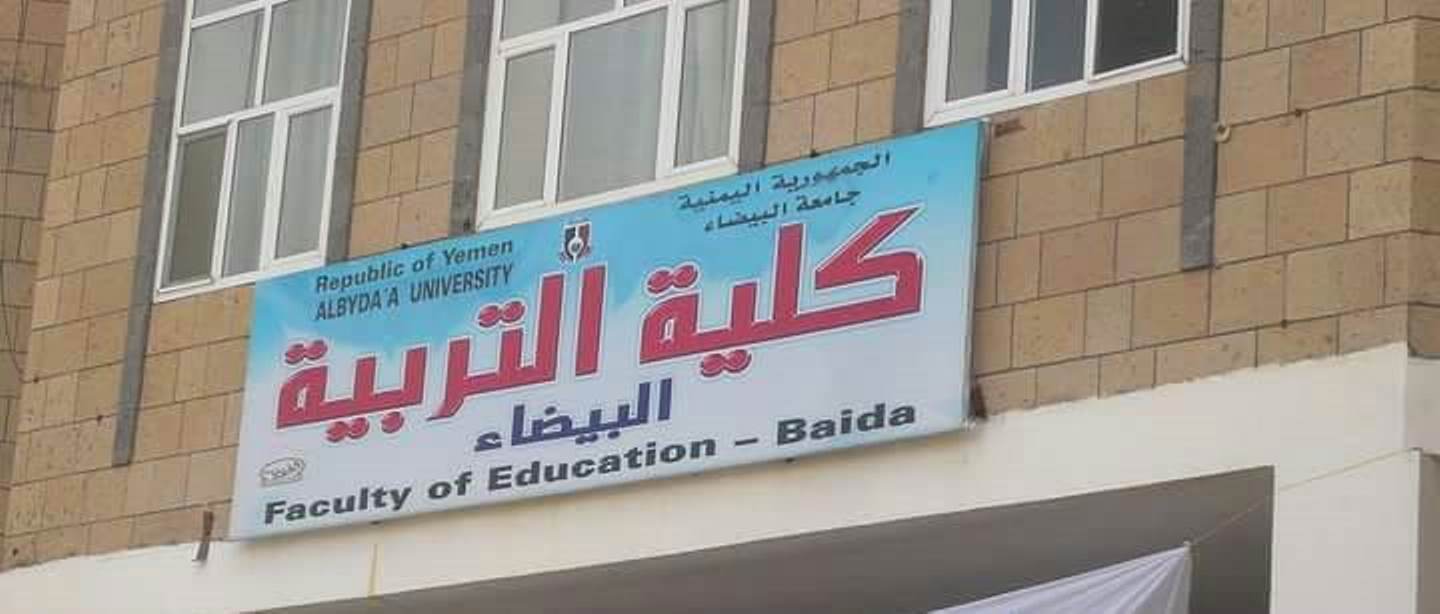 الجمهورية اليمنية
جامعة البيضاء
Republic of Yemen
ALBYDA'A UNIVERSITY
كلية التربية
البيضاء
Faculty of Education – Baida